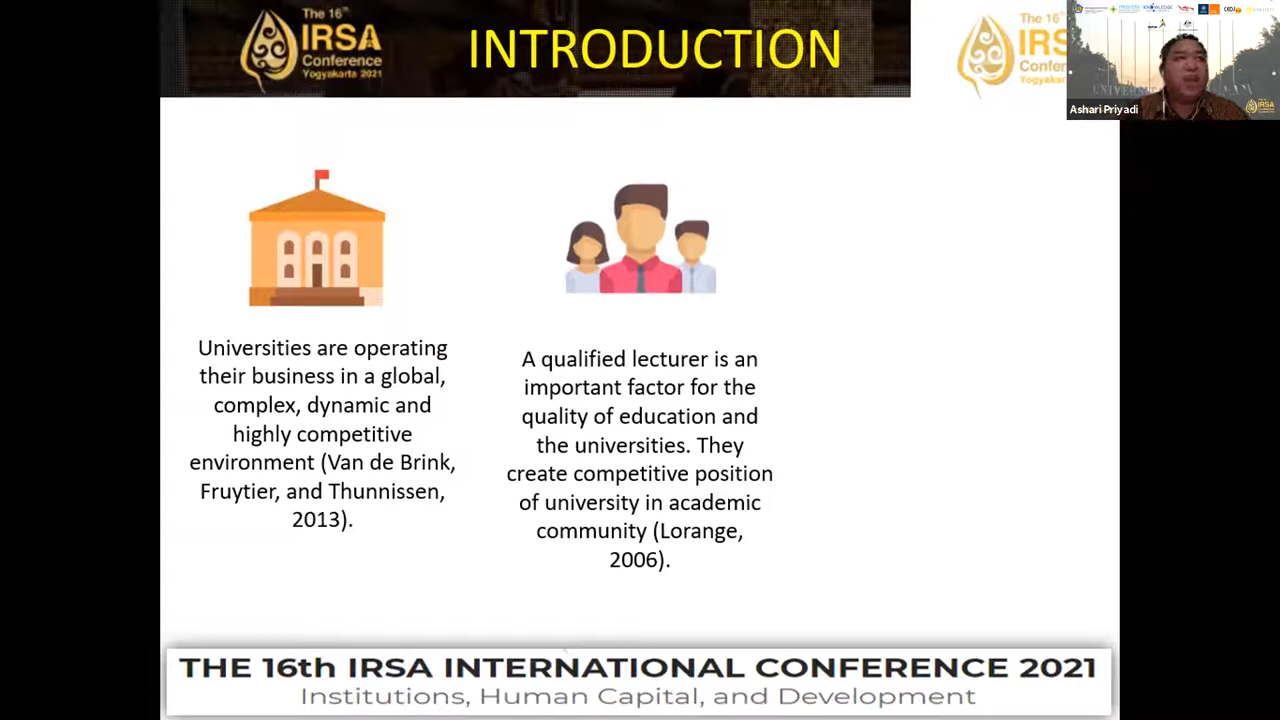 The 16th
IRSA
Conference
Yogyakarta 2021
INTRODUCTION
The 16th
IRS
Confere
Yogyaka
Ashari Priyadi
Universities are operating
their business in a global,
complex, dynamic and
highly competitive
environment (Van de Brink,
Fruytier, and Thunnissen,
2013).
A qualified lecturer is an
important factor for the
quality of education and
the universities. They
create competitive position
of university in academic
community (Lorange,
2006).
THE 16th IRSA INTERNATIONAL CONFERENCE 2021
Institutions, Human Capital, and Development